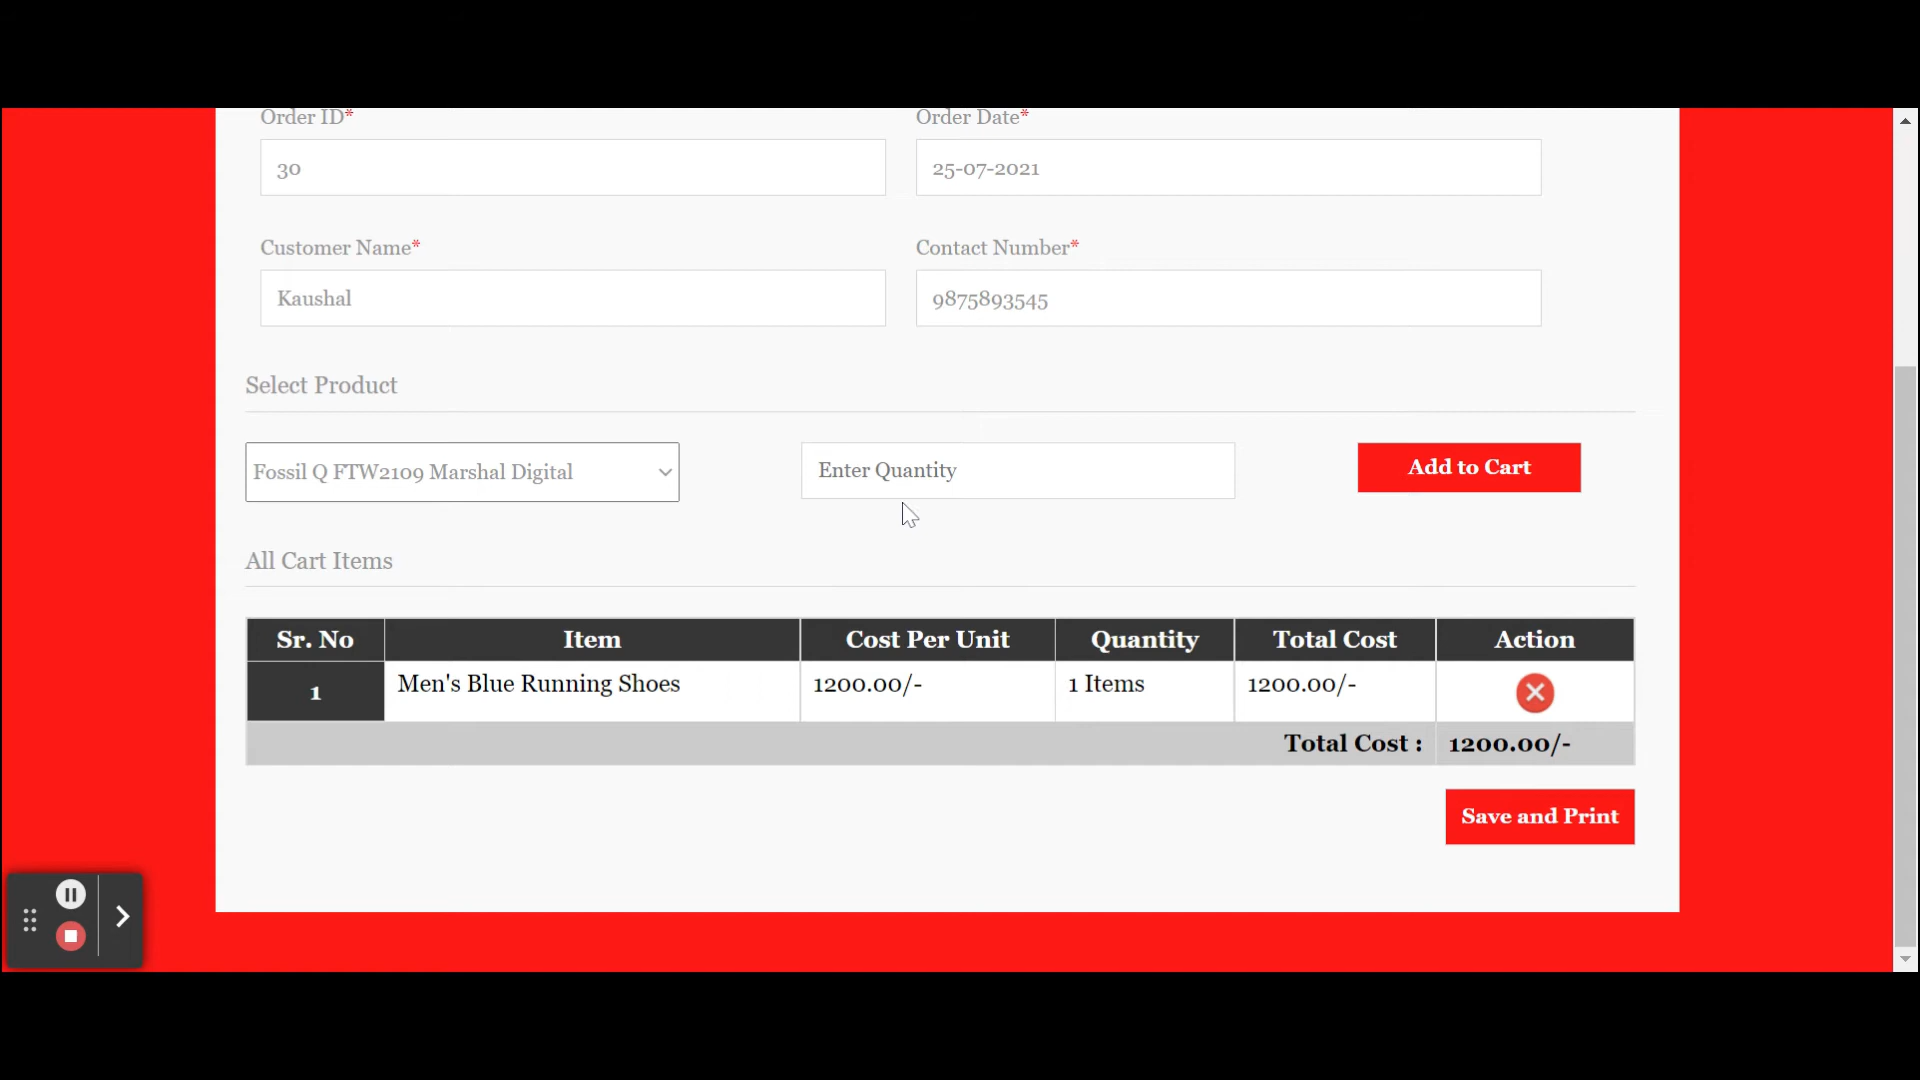 Order ID* Order Date*
30 25-07-2021
Customer Name* Contact Number*
Kaushal 9875893545
Select Product
Fossil Q FTW2109 Marshal Digital Enter Quantity Add to Cart
All Cart Items
Sr. No Item Cost Per Unit Quantity Total Cost Action
1 Men's Blue Running Shoes 1200.00/- 1 Items 1200.00/-
Total Cost : 1200.00/-
Save and Print